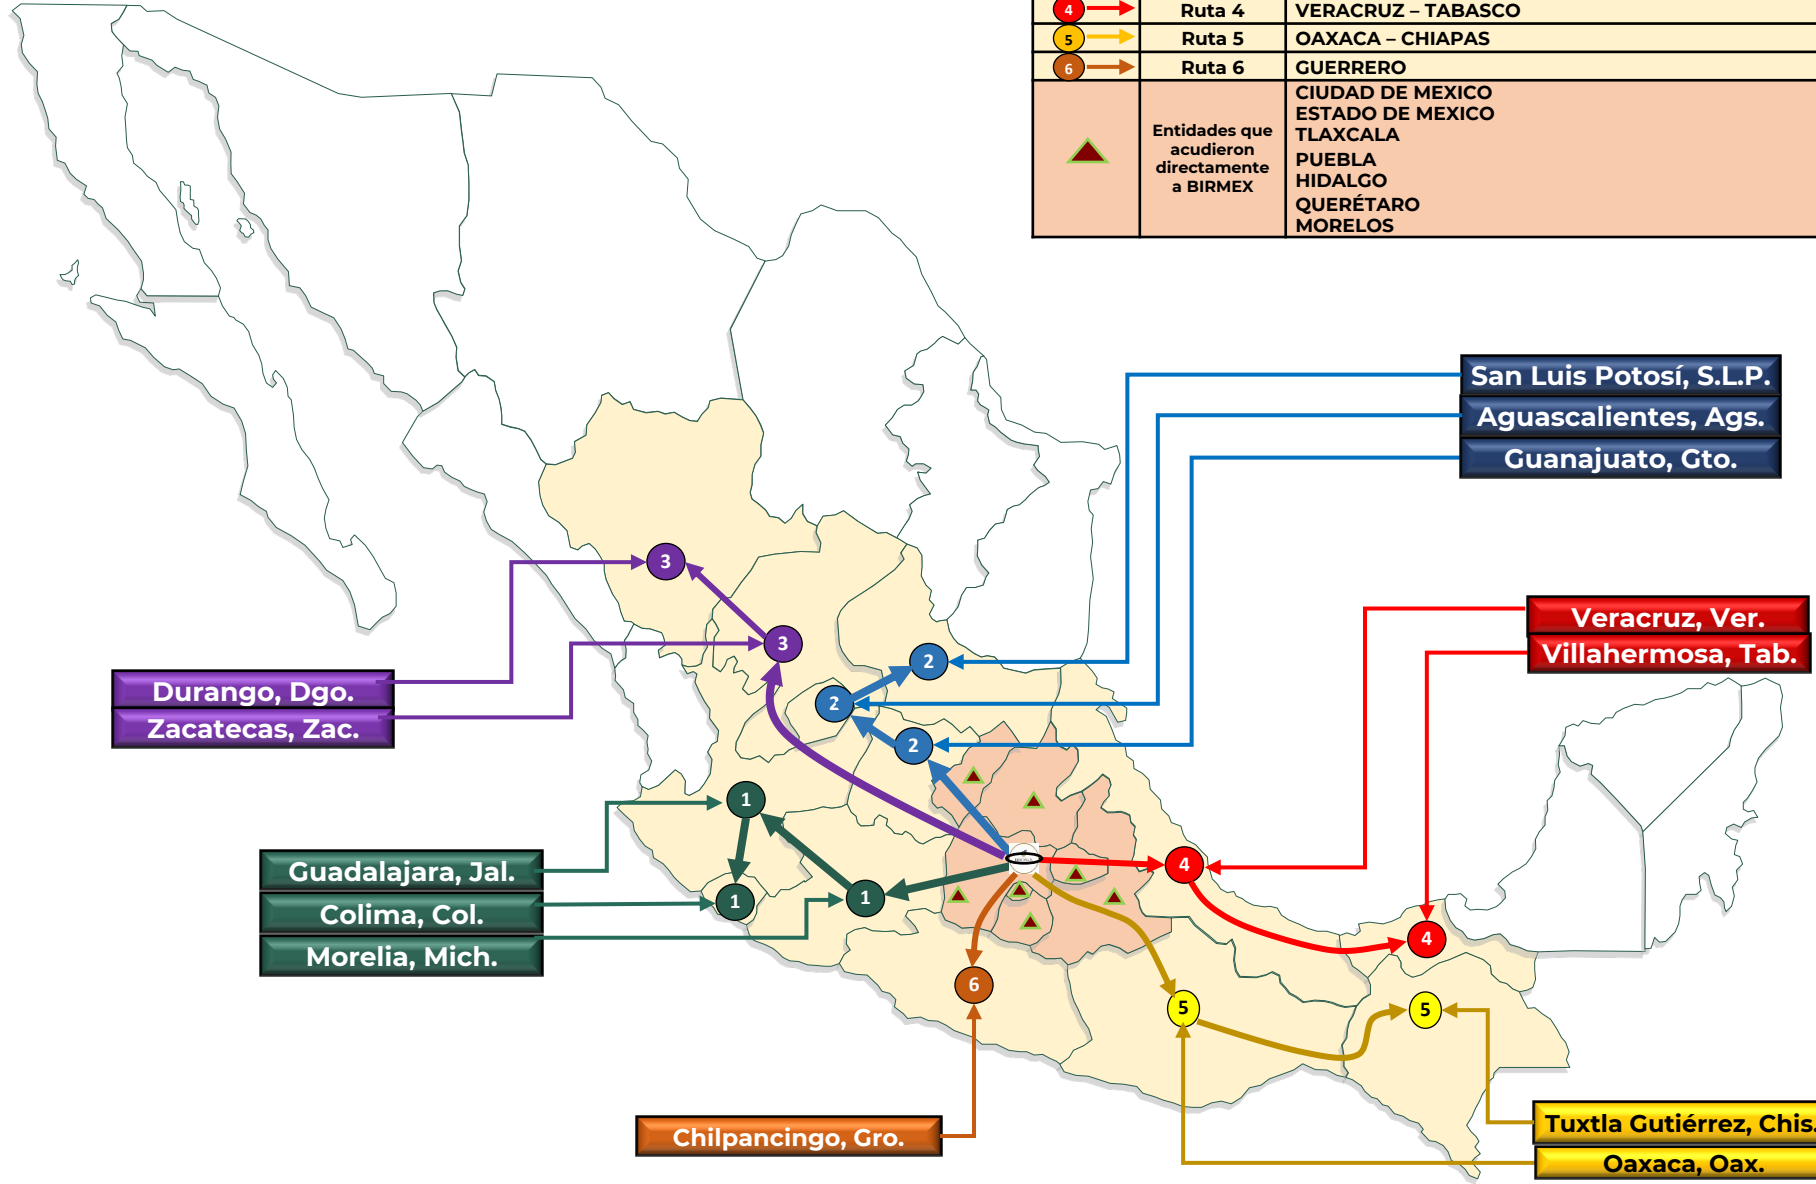 4 Ruta 4 VERACRUZ – TABASCO
5 Ruta 5 OAXACA – CHIAPAS
6 Ruta 6 GUERRERO
Entidades que
acudieron
directamente
a BIRMEX
CIUDAD DE MEXICO
ESTADO DE MEXICO
TLAXCALA
PUEBLA
HIDALGO
QUERÉTARO
MORELOS
San Luis Potosí, S.L.P.
Aguascalientes, Ags.
Guanajuato, Gto.
3
3
2
2
2
Veracruz, Ver.
Villahermosa, Tab.
Durango, Dgo.
Zacatecas, Zac.
1
1
1
4
4
Guadalajara, Jal.
Colima, Col.
Morelia, Mich.
6
5
5
Chilpancingo, Gro.
Tuxtla Gutiérrez, Chis.
Oaxaca, Oax.